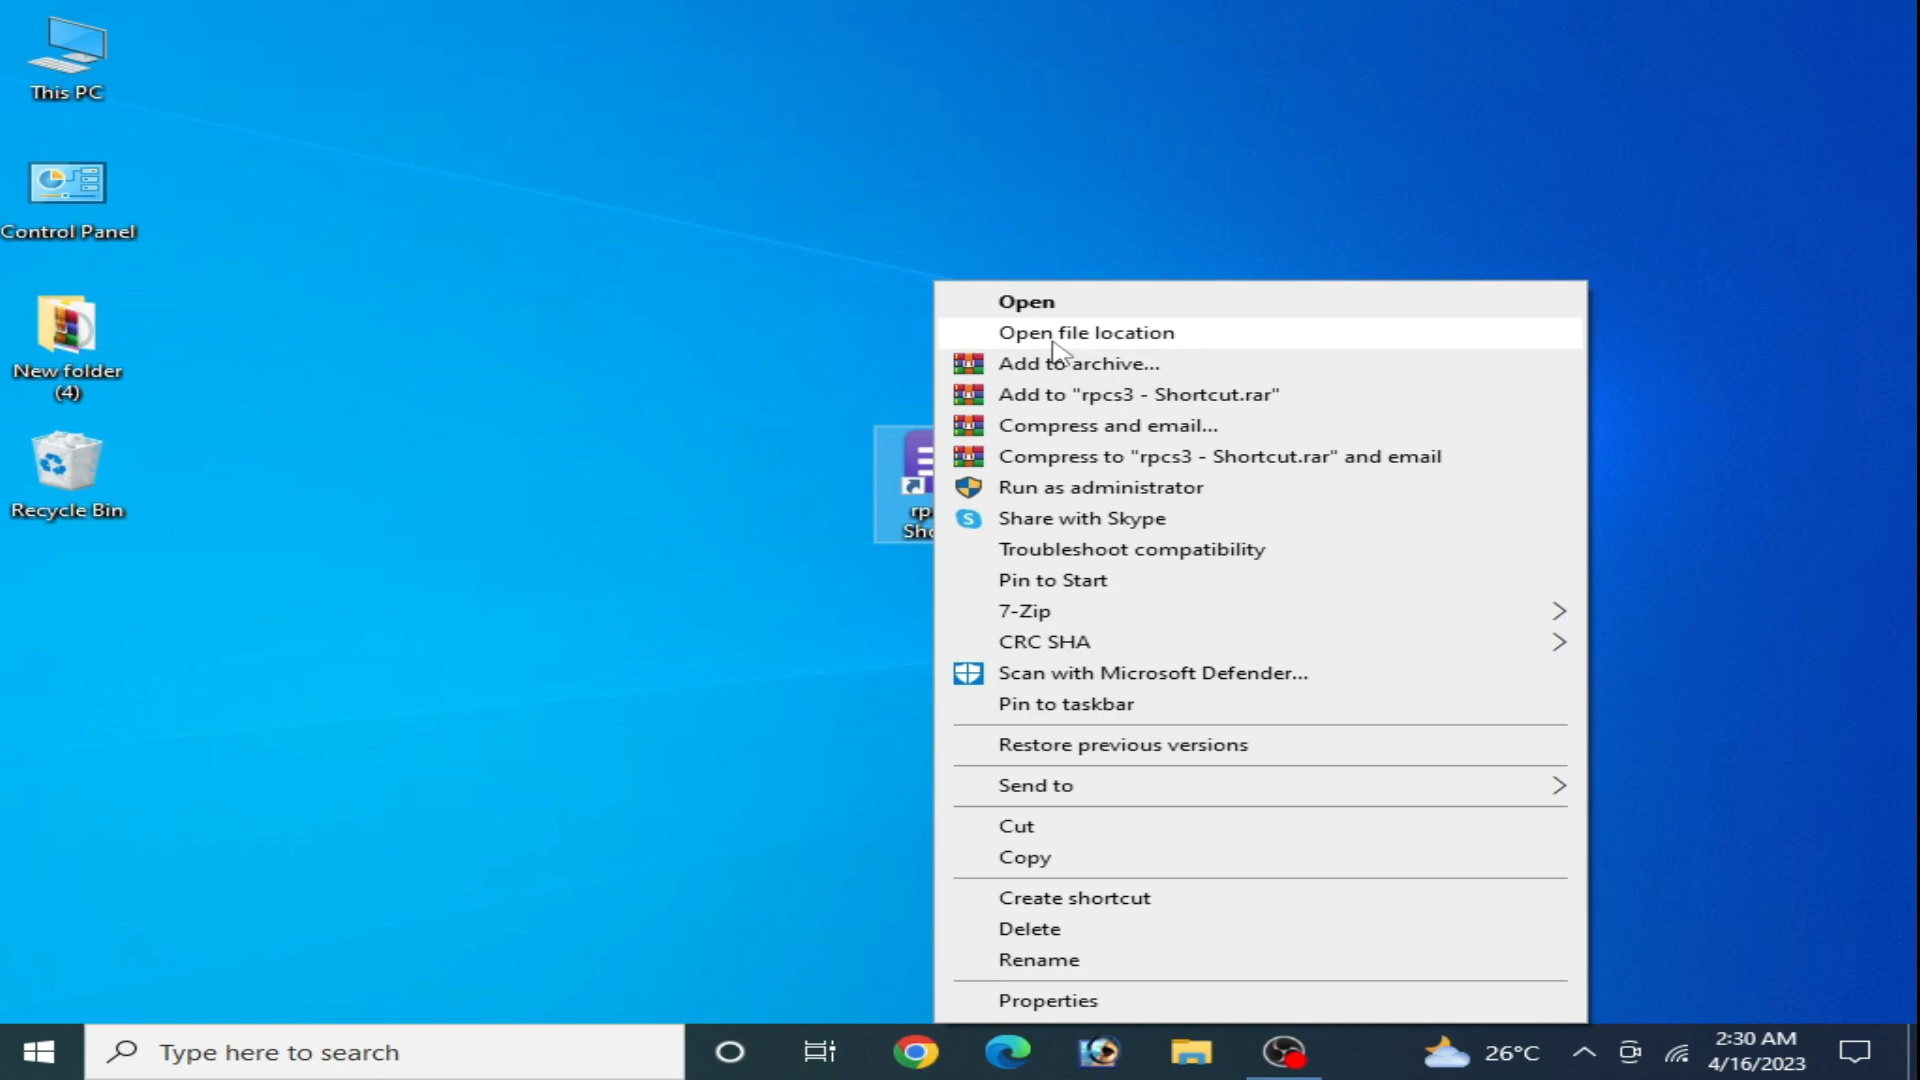 This PC
Control Panel
New folder
(4)
Recycle Bin
Sho
Open
Open file location
Add to archive...
Add to "rpcs3 - Shortcut.rar"
Compress and email...
Compress to "rpcs3 - Shortcut.rar" and email
Run as administrator
S
Share with Skype
Troubleshoot compatibility
Pin to Start
7-Zip
CRC SHA
Scan with Microsoft Defender...
Pin to taskbar
Restore previous versions
Send to
Cut
Copy
Create shortcut
Delete
Rename
Properties
Type here to search
26°C
2:30 AM
4/16/2023